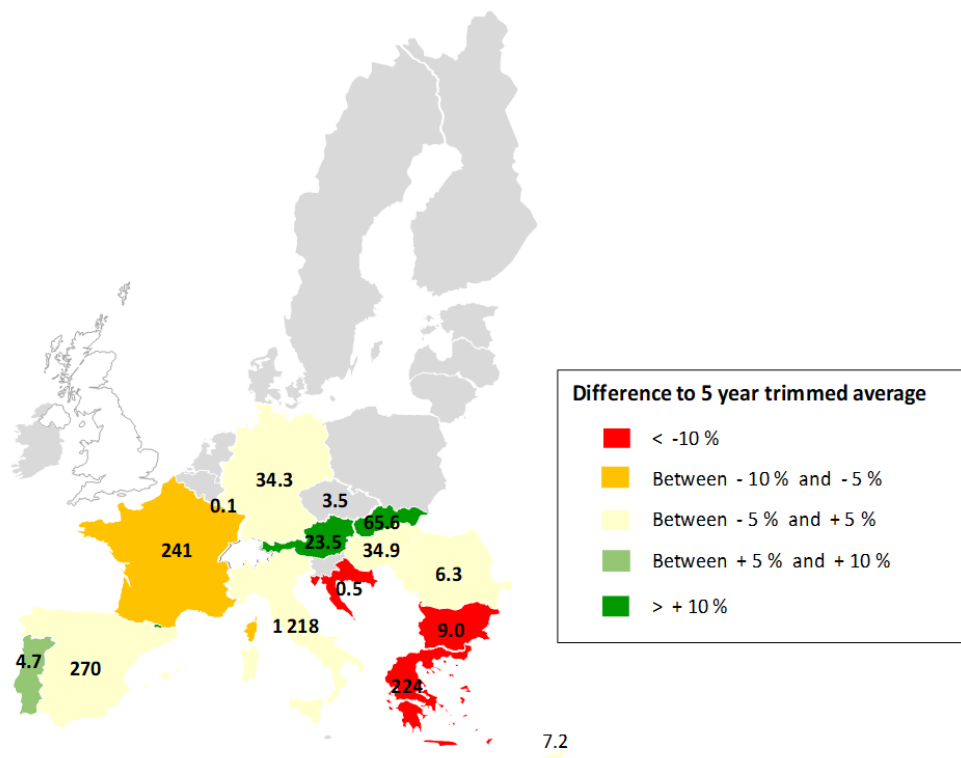 34.3
0.1
3.5
65.6
23.5
241
34.9
6.3
0.5
1 218
9.0
4.7
270
224
7.2
Difference to 5 year trimmed average
< -10 %
Between - 10 % and - 5 %
Between - 5 % and + 5 %
Between + 5 % and + 10 %
> + 10 %